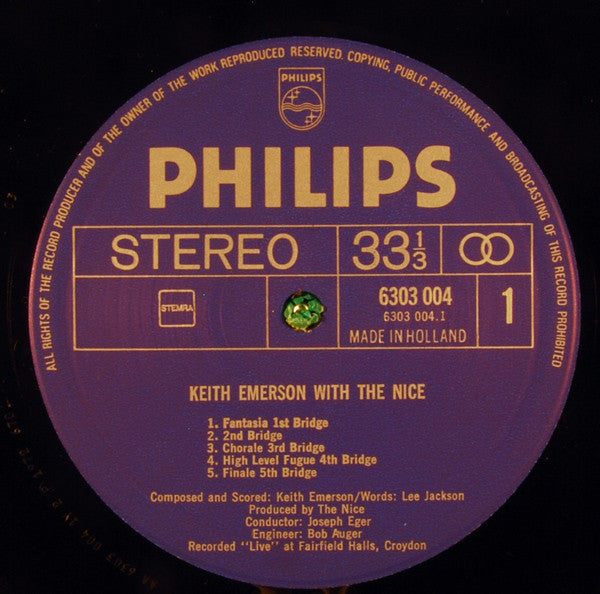 ALL RIGHTS OF THE RECORD PRODUCER AND OF THE OWNER OF THE WORK REPRODUCED RESERVED. COPYING, PUBLIC PERFORMANCE AND BROADCASTING OF THIS RECORD PROHIBITED
PHILIPS
PHILIPS
STEREO 33 1/3
STEMRA 6303 004 1
6303 004.1
MADE IN HOLLAND
KEITH EMERSON WITH THE NICE
1. Fantasia 1st Bridge
2. 2nd Bridge
3. Chorale 3rd Bridge
4. High Level Fugue 4th Bridge
5. Finale 5th Bridge
Composed and Scored: Keith Emerson/Words: Lee Jackson
Produced by The Nice
Conductor: Joseph Eger
Engineer: Bob Auger
Recorded "Live" at Fairfield Halls, Croydon